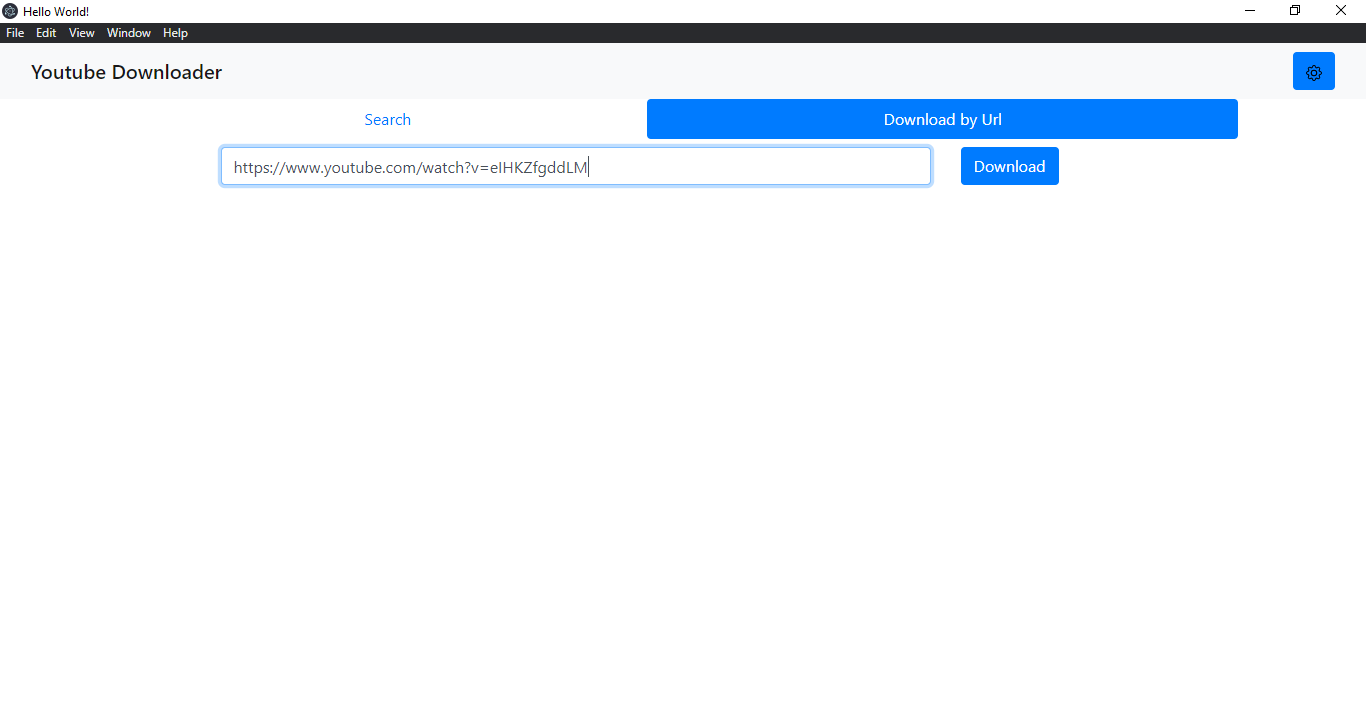 Hello World!
File Edit View Window Help
Youtube Downloader
Search Download by Url
https://www.youtube.com/watch?v=eIHKZfgddLM Download